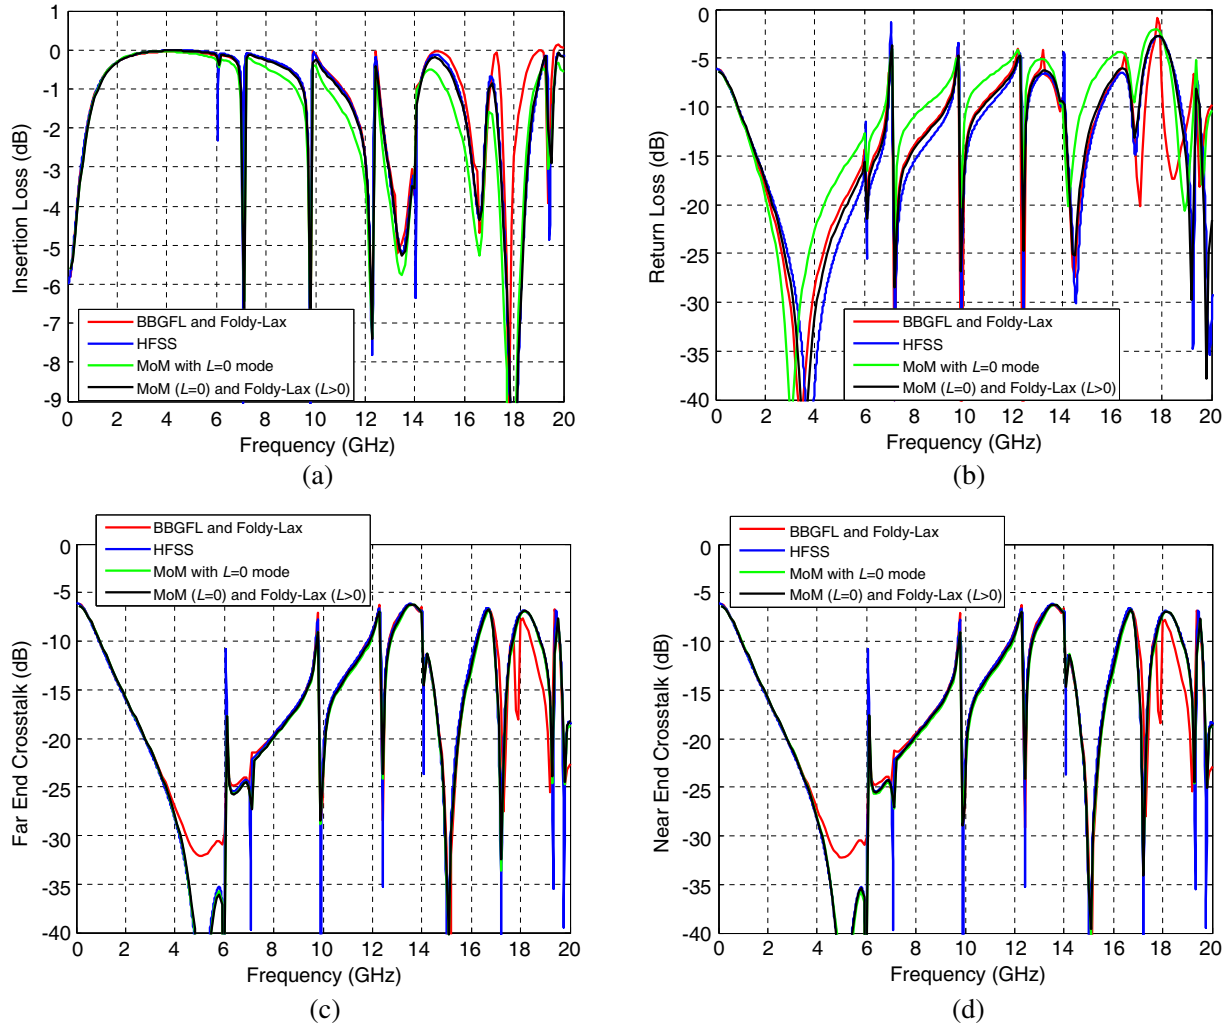 1
0
-1
-2
-3
-4
-5
-6
-7
-8
-9
Insertion Loss (dB)
BBGFL and Foldy-Lax
HFSS
MoM with L=0 mode
MoM (L=0) and Foldy-Lax (L>0)
0 2 4 6 8 10 12 14 16 18 20
Frequency (GHz)
(a)
0
-5
-10
-15
-20
-25
-30
-35
-40
Return Loss (dB)
BBGFL and Foldy-Lax
HFSS
MoM with L=0 mode
MoM (L=0) and Foldy-Lax (L>0)
0 2 4 6 8 10 12 14 16 18 20
Frequency (GHz)
(b)
BBGFL and Foldy-Lax
HFSS
MoM with L=0 mode
MoM (L=0) and Foldy-Lax (L>0)
0
-5
-10
-15
-20
-25
-30
-35
-40
Far End Crosstalk (dB)
0 2 4 6 8 10 12 14 16 18 20
Frequency (GHz)
(c)
BBGFL and Foldy-Lax
HFSS
MoM with L=0 mode
MoM (L=0) and Foldy-Lax (L>0)
0
-5
-10
-15
-20
-25
-30
-35
-40
Near End Crosstalk (dB)
0 2 4 6 8 10 12 14 16 18 20
Frequency (GHz)
(d)